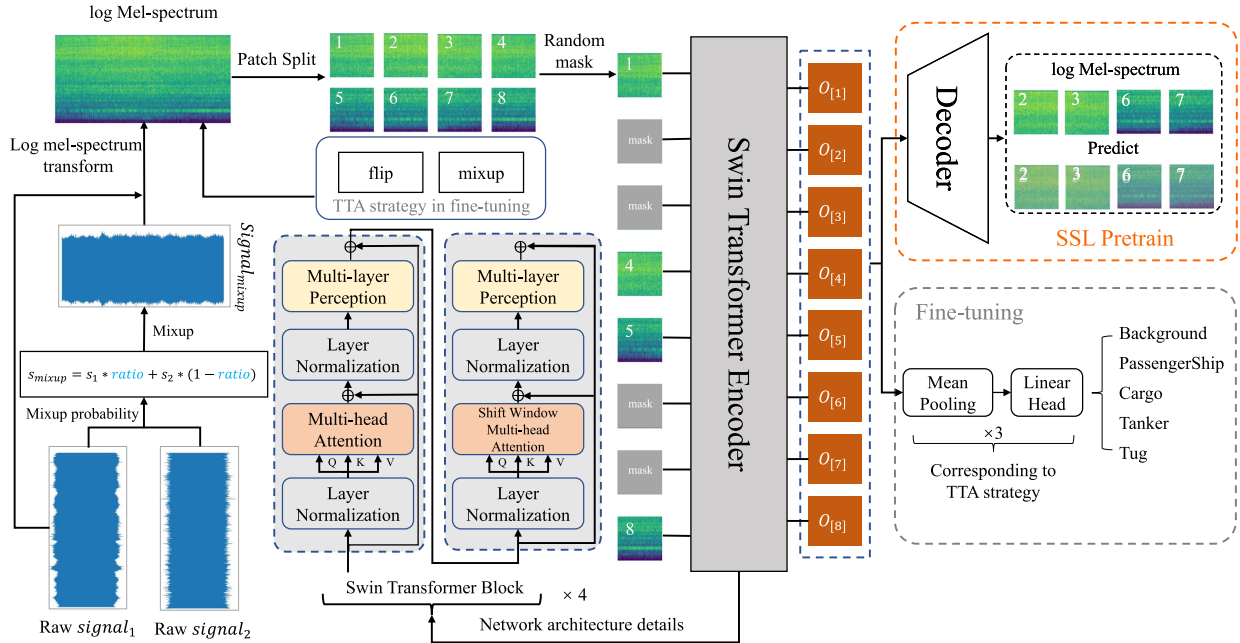 log Mel-spectrum
Patch Split
1 2 3 4
5 6 7 8
Random
mask
Log mel-spectrum
transform
flip
mixup
TTA strategy in fine-tuning
Signal_mixup
Mixup
s_mixup = s_1 * ratio + s_2 * (1 − ratio)
Mixup probability
Raw signal_1
Raw signal_2
Multi-layer
Perception
Layer
Normalization
Multi-head
Attention
Q K V
Layer
Normalization
Multi-layer
Perception
Layer
Normalization
Shift Window
Multi-head
Attention
Q K V
Layer
Normalization
Swin Transformer Block
× 4
Network architecture details
1
mask
mask
4
5
mask
mask
8
Swin Transformer Encoder
O[1]
O[2]
O[3]
O[4]
O[5]
O[6]
O[7]
O[8]
Decoder
log Mel-spectrum
2 3 6 7
Predict
2 3 6 7
SSL Pretrain
Fine-tuning
Mean
Pooling
Linear
Head
×3
Corresponding to
TTA strategy
Background
PassengerShip
Cargo
Tanker
Tug